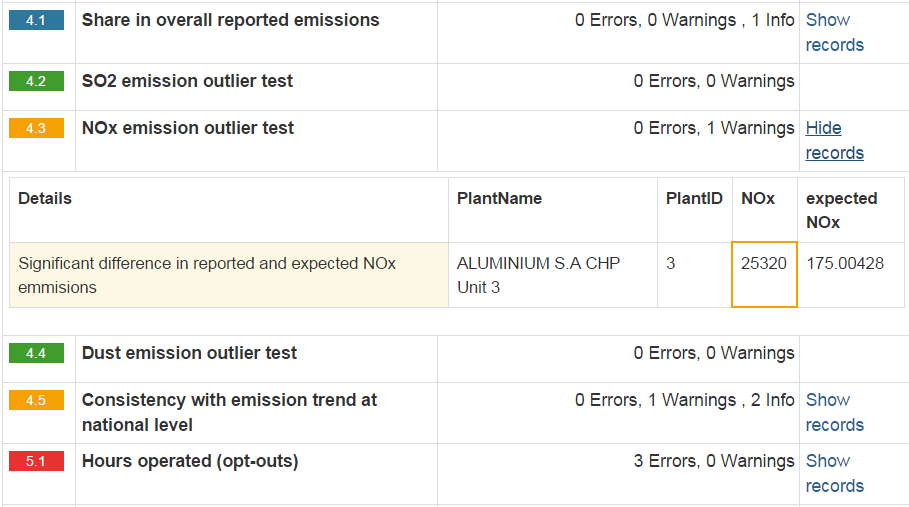 4.1 Share in overall reported emissions 0 Errors, 0 Warnings , 1 Info Show
records
4.2 SO2 emission outlier test 0 Errors, 0 Warnings
4.3 NOx emission outlier test 0 Errors, 1 Warnings Hide
records
Details PlantName PlantID NOx expected
NOx
Significant difference in reported and expected NOx ALUMINIUM S.A CHP 3 25320 175.00428
emmisions Unit 3
4.4 Dust emission outlier test 0 Errors, 0 Warnings
4.5 Consistency with emission trend at 0 Errors, 1 Warnings , 2 Info Show
national level records
5.1 Hours operated (opt-outs) 3 Errors, 0 Warnings Show
records